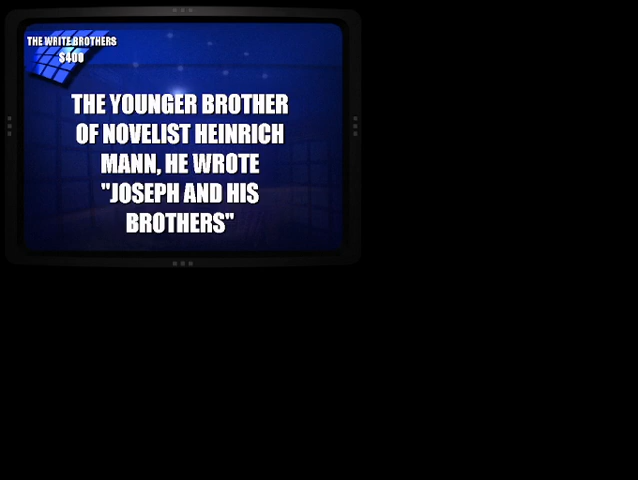 THE WRITE BROTHERS
$400
THE YOUNGER BROTHER
OF NOVELIST HEINRICH
MANN, HE WROTE
"JOSEPH AND HIS
BROTHERS"